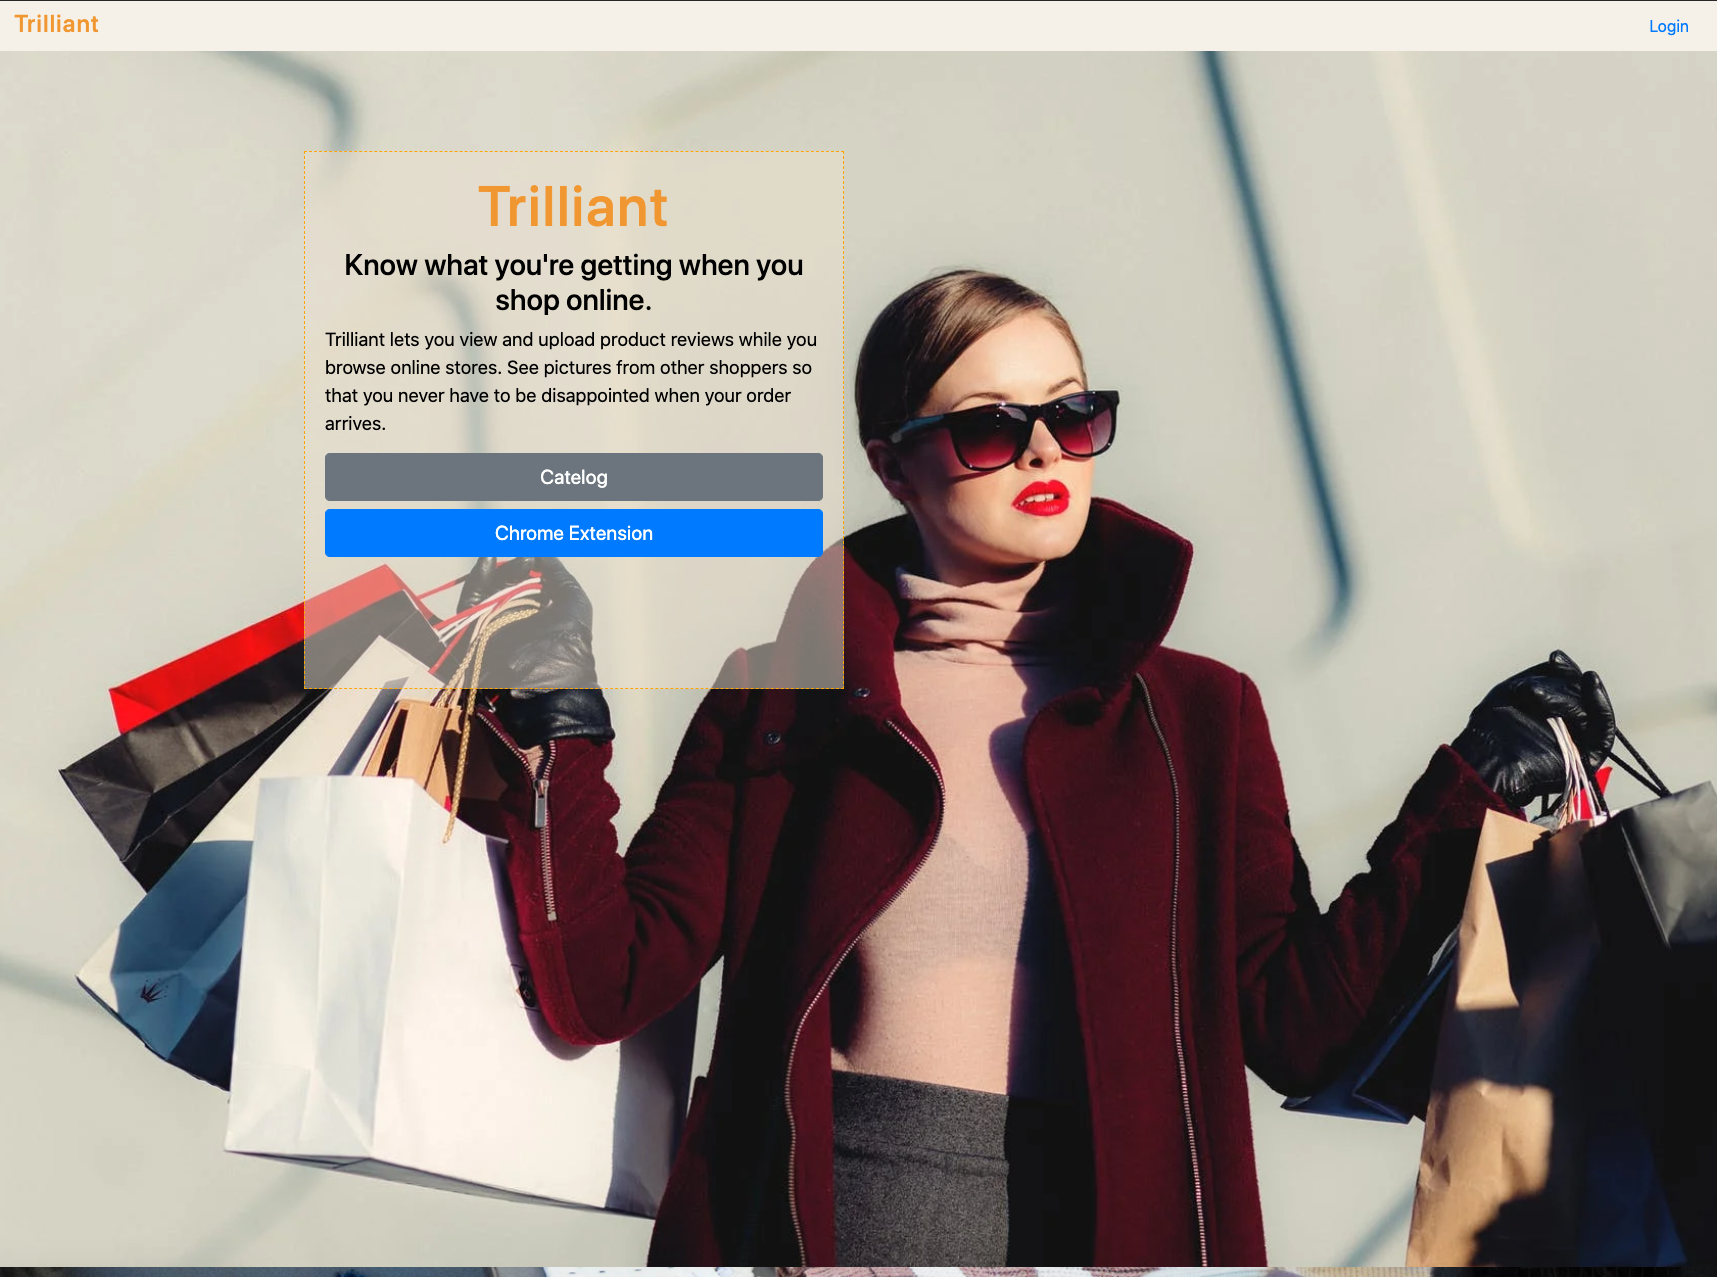 Trilliant
Login
Trilliant
Know what you're getting when you
shop online.
Trilliant lets you view and upload product reviews while you
browse online stores. See pictures from other shoppers so
that you never have to be disappointed when your order
arrives.
Catelog
Chrome Extension